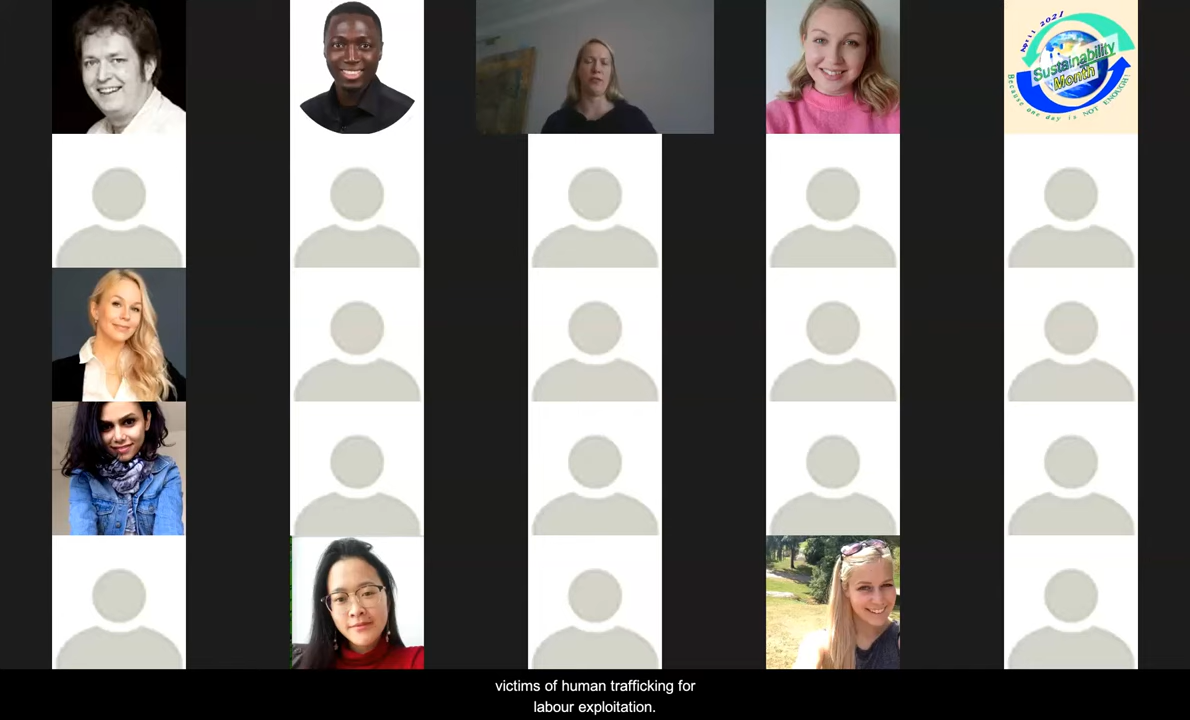 April 2021
Sustainability
Month
Because one day is NOT ENOUGH!
victims of human trafficking for
labour exploitation.